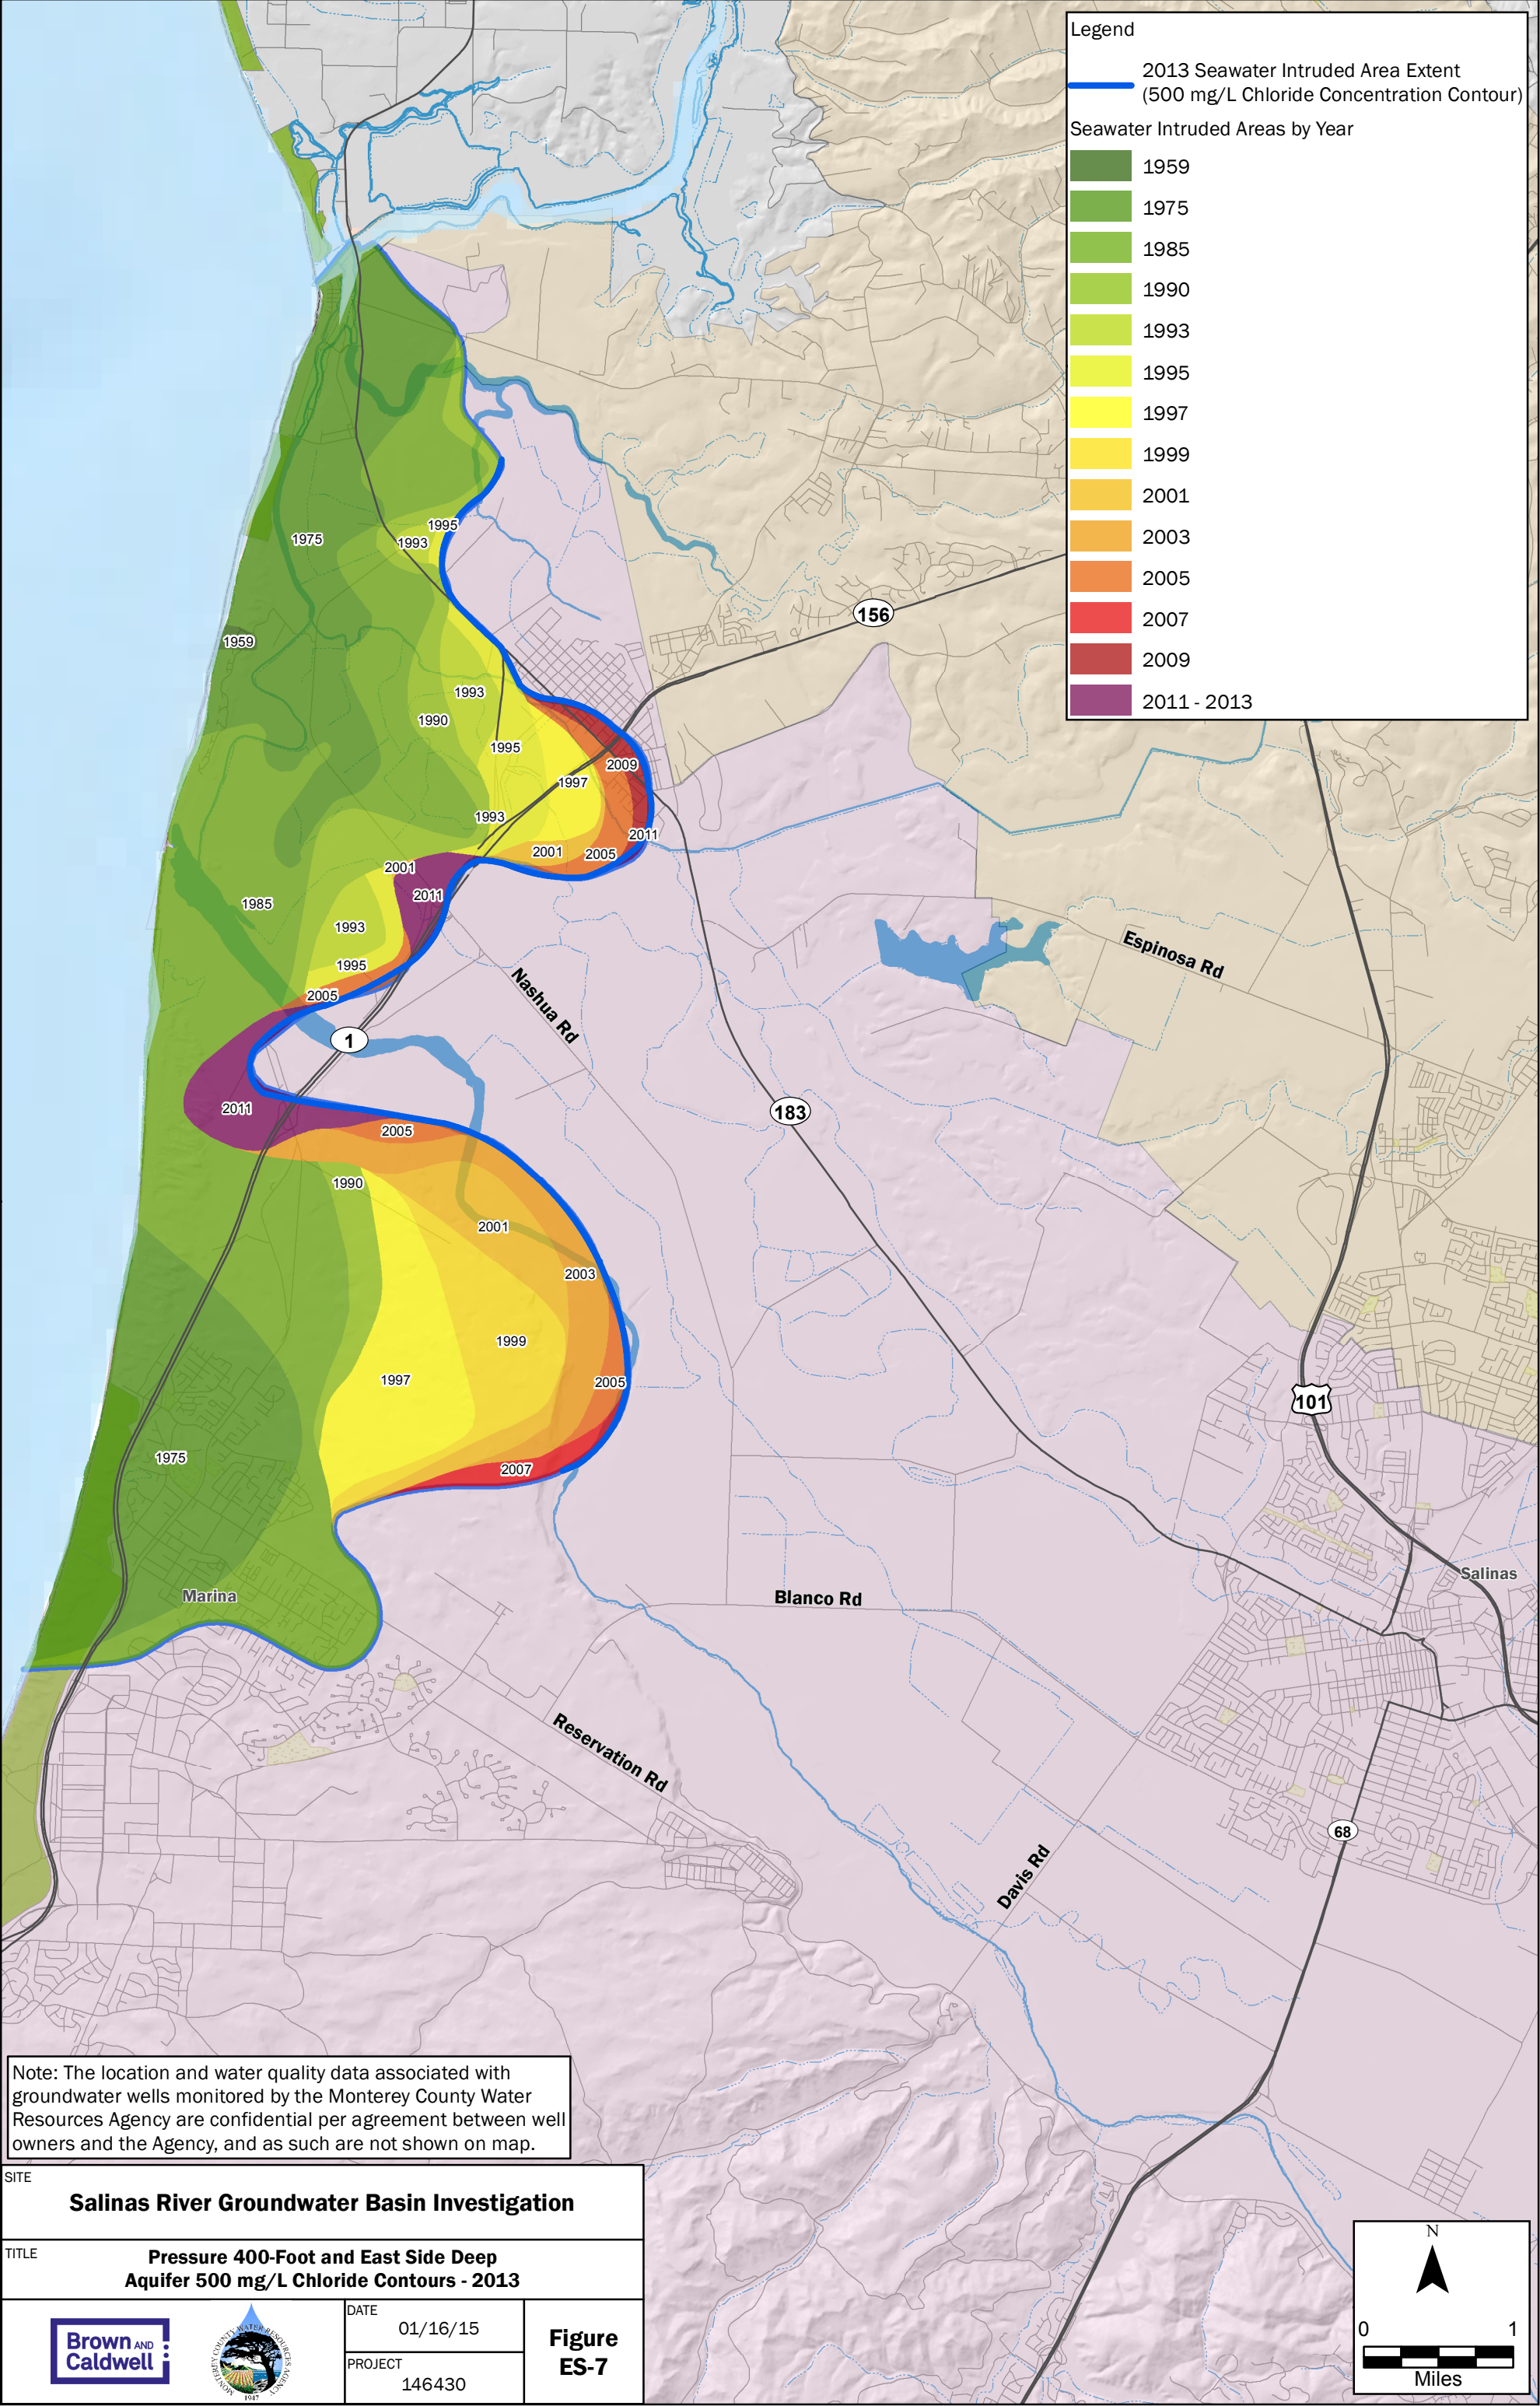 Legend
2013 Seawater Intruded Area Extent
(500 mg/L Chloride Concentration Contour)
Seawater Intruded Areas by Year
1959
1975
1985
1990
1993
1995
1997
1999
2001
2003
2005
2007
2009
2011 - 2013
1995
1993
1975
156
1959
1993
1990
1995
2009
1997
1993
2011
2001
2005
2001
2011
1985
1993
Espinosa Rd
1995
Nashua Rd
2005
1
2011
183
2005
1990
2001
2003
1999
1997
2005
101
1975
2007
Salinas
Marina
Blanco Rd
Reservation Rd
68
Davis Rd
Note: The location and water quality data associated with
groundwater wells monitored by the Monterey County Water
Resources Agency are confidential per agreement between well
owners and the Agency, and as such are not shown on map.
SITE
Salinas River Groundwater Basin Investigation
TITLE
Pressure 400-Foot and East Side Deep
Aquifer 500 mg/L Chloride Contours - 2013
Brown AND
Caldwell
MONTEREY COUNTY WATER RESOURCES AGENCY
1947
DATE
01/16/15
PROJECT
146430
Figure
ES-7
N
0 1
Miles